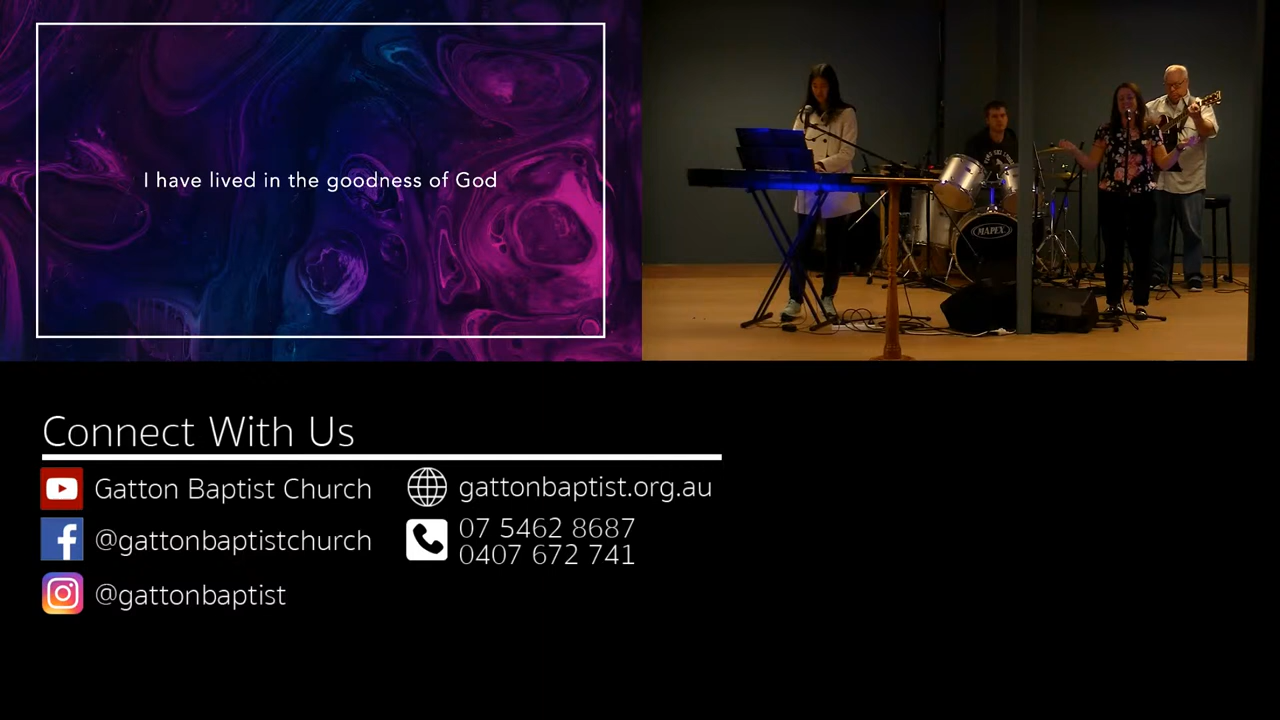 I have lived in the goodness of God
MAPEX
Connect With Us
Gatton Baptist Church
@gattonbaptistchurch
@gattonbaptist
gattonbaptist.org.au
07 5462 8687
0407 672 741